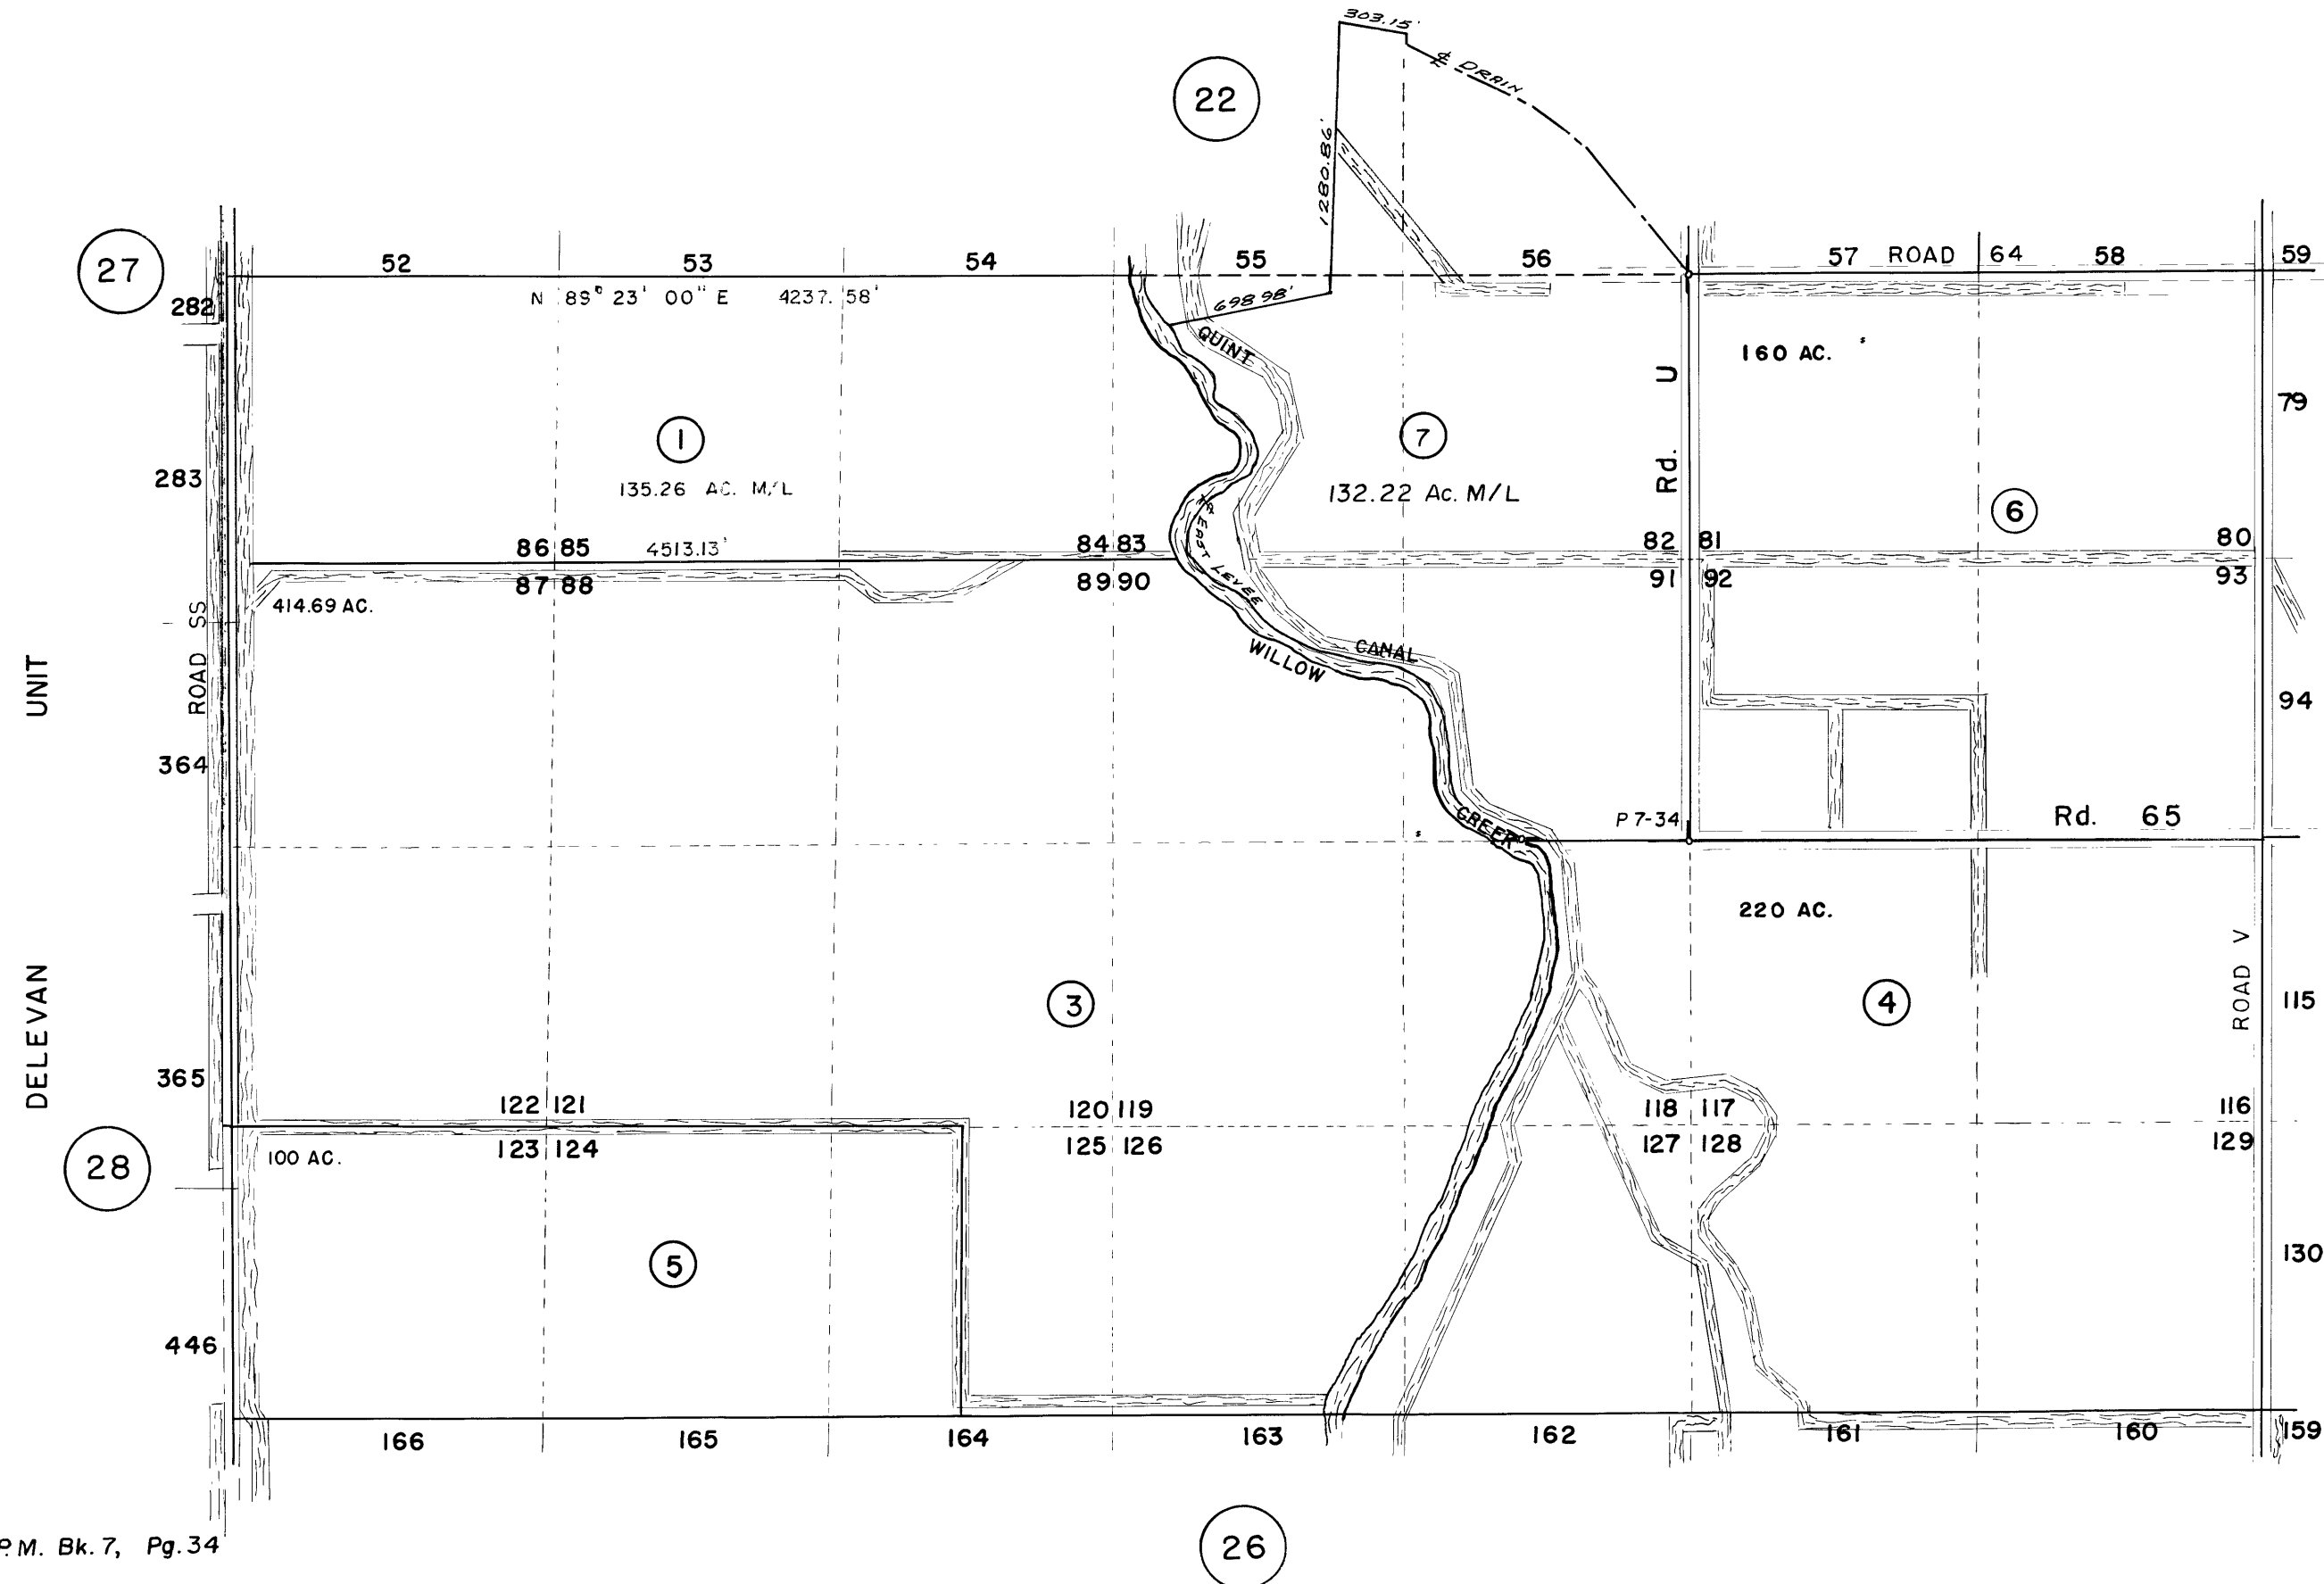 303.15'
℄ DRAIN
22
1280.86'
27
52
53
54
55
56
57 ROAD 64 58
59
282
N 89° 23' 00" E 4237.58'
698.98'
QUINT
160 AC.
Rd. U
79
283
1
7
135.26 AC. M/L
132.22 Ac. M/L
6
86 85 4513.13'
84 83
82 81
80
℄ EAST LEVEE
87 88
89 90
91 92
93
414.69 AC.
ROAD SS
UNIT
WILLOW
CANAL
94
364
CREEK
P 7-34
Rd. 65
220 AC.
DELEVAN
3
4
ROAD V
115
365
122 121
120 119
118 117
116
123 124
125 126
127 128
129
28
100 AC.
5
130
446
166
165
164
163
162
161
160
159
26
P.M. Bk. 7, Pg. 34